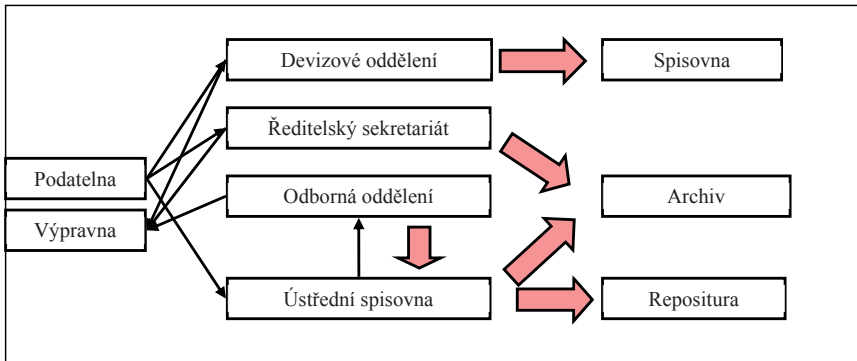 Devizové oddělení
Spisovna
Ředitelský sekretariát
Podatelna
Odborná oddělení
Archiv
Výpravna
Ústřední spisovna
Repositura